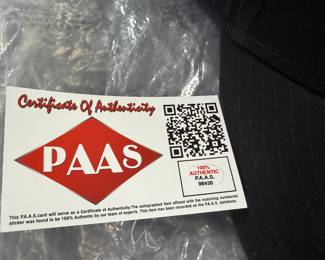 Certificate Of Authenticity
PAAS
100%
AUTHENTIC
P.A.A.S.
98430
This P.A.A.S.card will serve as a Certificate of Authenticity:The autographed item affixed with the matching numbered
sticker was found to be 100% Authentic by our team of experts. This item has been recorded on the P.A.A.S. database.